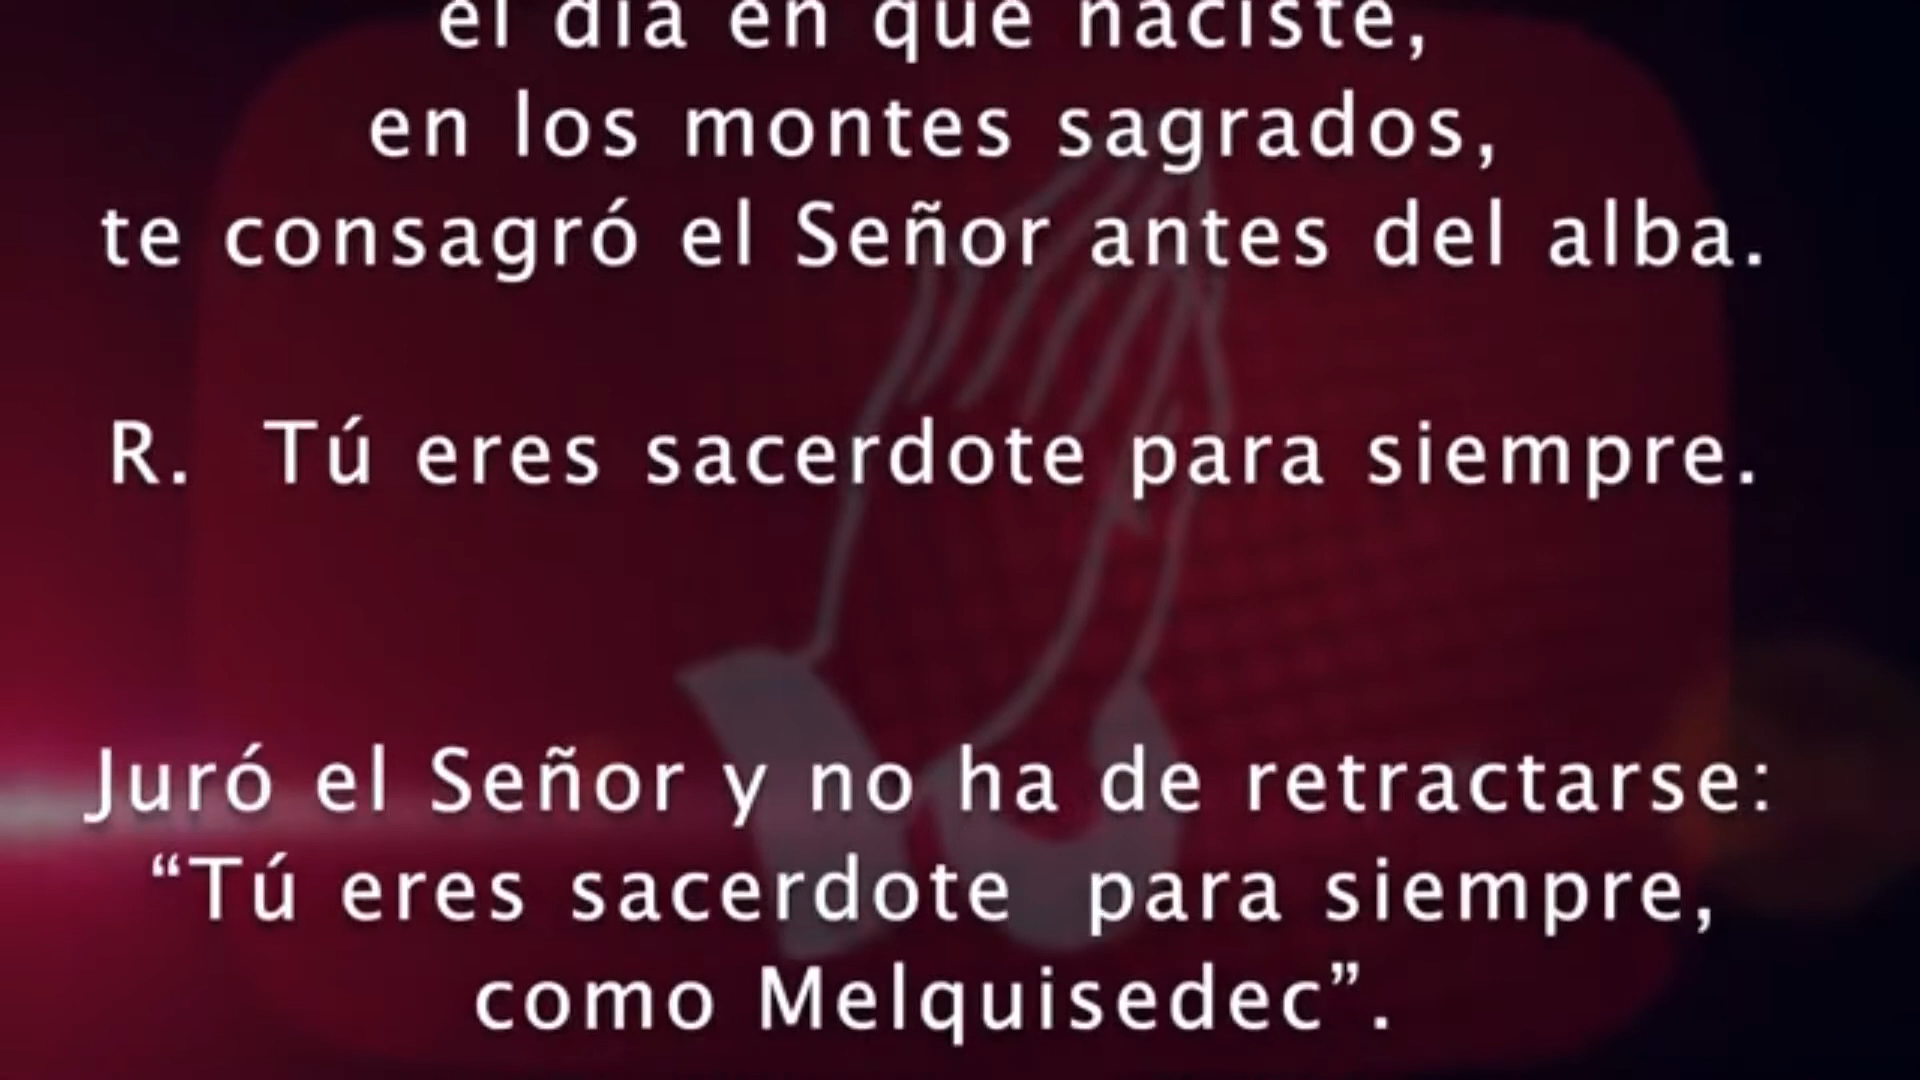 el día en que naciste,
en los montes sagrados,
te consagró el Señor antes del alba.
R.  Tú eres sacerdote para siempre.
Juró el Señor y no ha de retractarse:
“Tú eres sacerdote  para siempre,
como Melquisedec”.